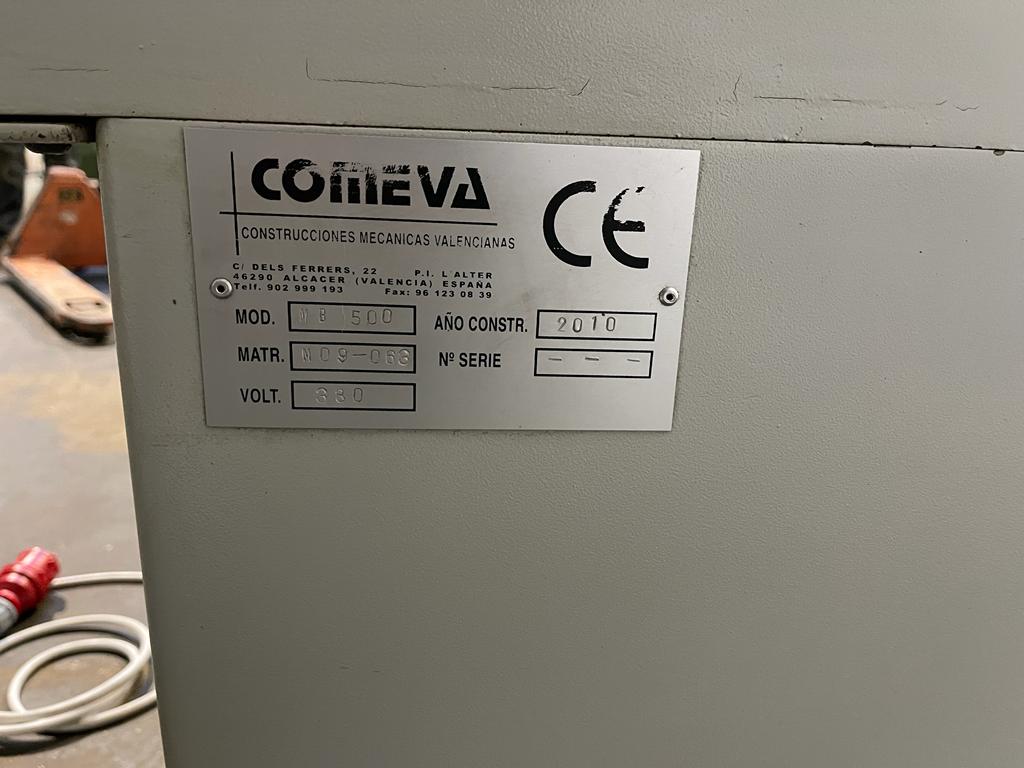 COMEVA
CE
CONSTRUCCIONES MECANICAS VALENCIANAS
C/ DELS FERRERS, 22 P.I. L'ALTER
46290 ALCACER (VALENCIA) ESPAÑA
Telf. 902 999 193 Fax: 96 123 08 39
MOD. MB 500 AÑO CONSTR. 2010
MATR. M09-063 Nº SERIE - - -
VOLT. 380